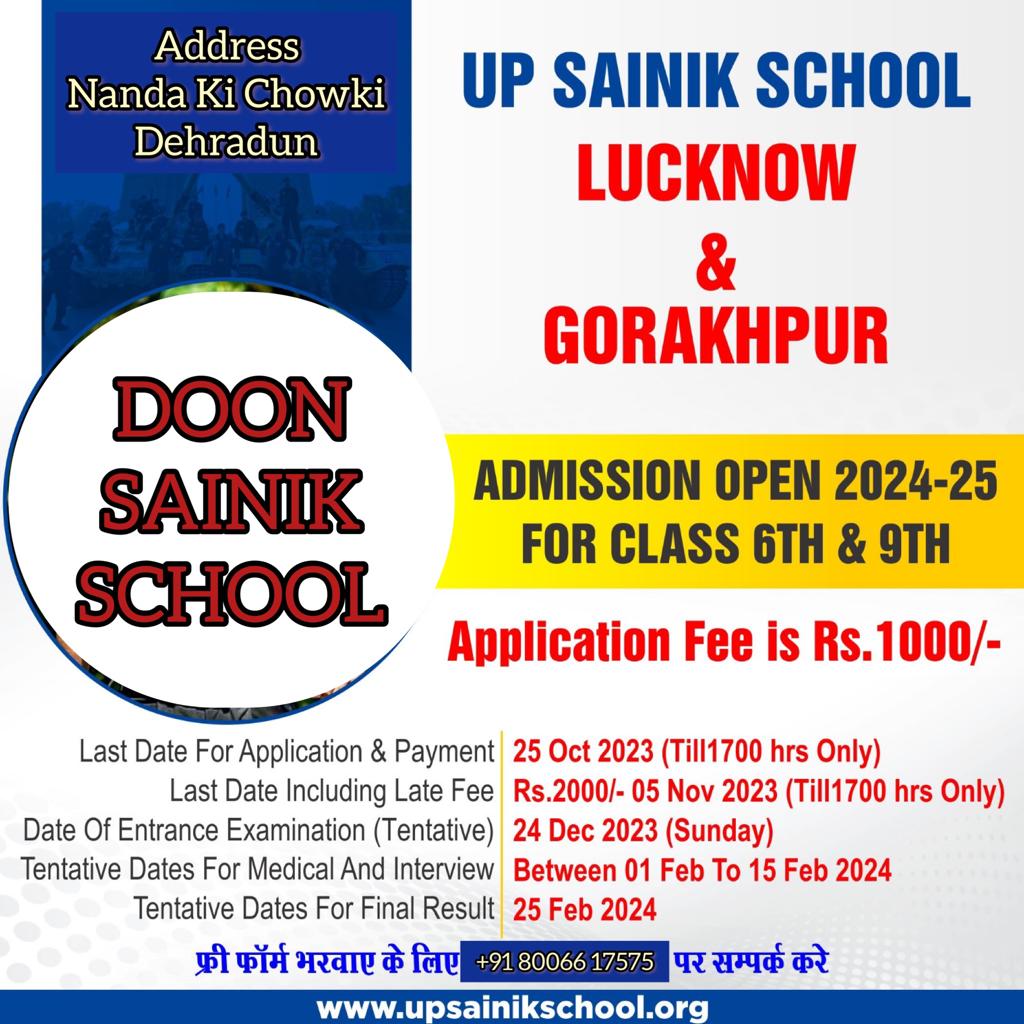 Address
Nanda Ki Chowki
Dehradun
UP SAINIK SCHOOL
LUCKNOW
&
GORAKHPUR
DOON
SAINIK
SCHOOL
ADMISSION OPEN 2024-25
FOR CLASS 6TH & 9TH
Application Fee is Rs.1000/-
Last Date For Application & Payment 25 Oct 2023 (Till1700 hrs Only)
Last Date Including Late Fee Rs.2000/- 05 Nov 2023 (Till1700 hrs Only)
Date Of Entrance Examination (Tentative) 24 Dec 2023 (Sunday)
Tentative Dates For Medical And Interview Between 01 Feb To 15 Feb 2024
Tentative Dates For Final Result 25 Feb 2024
फ्री फॉर्म भरवाए के लिए +91 80066 17575 पर सम्पर्क करे
www.upsainikschool.org